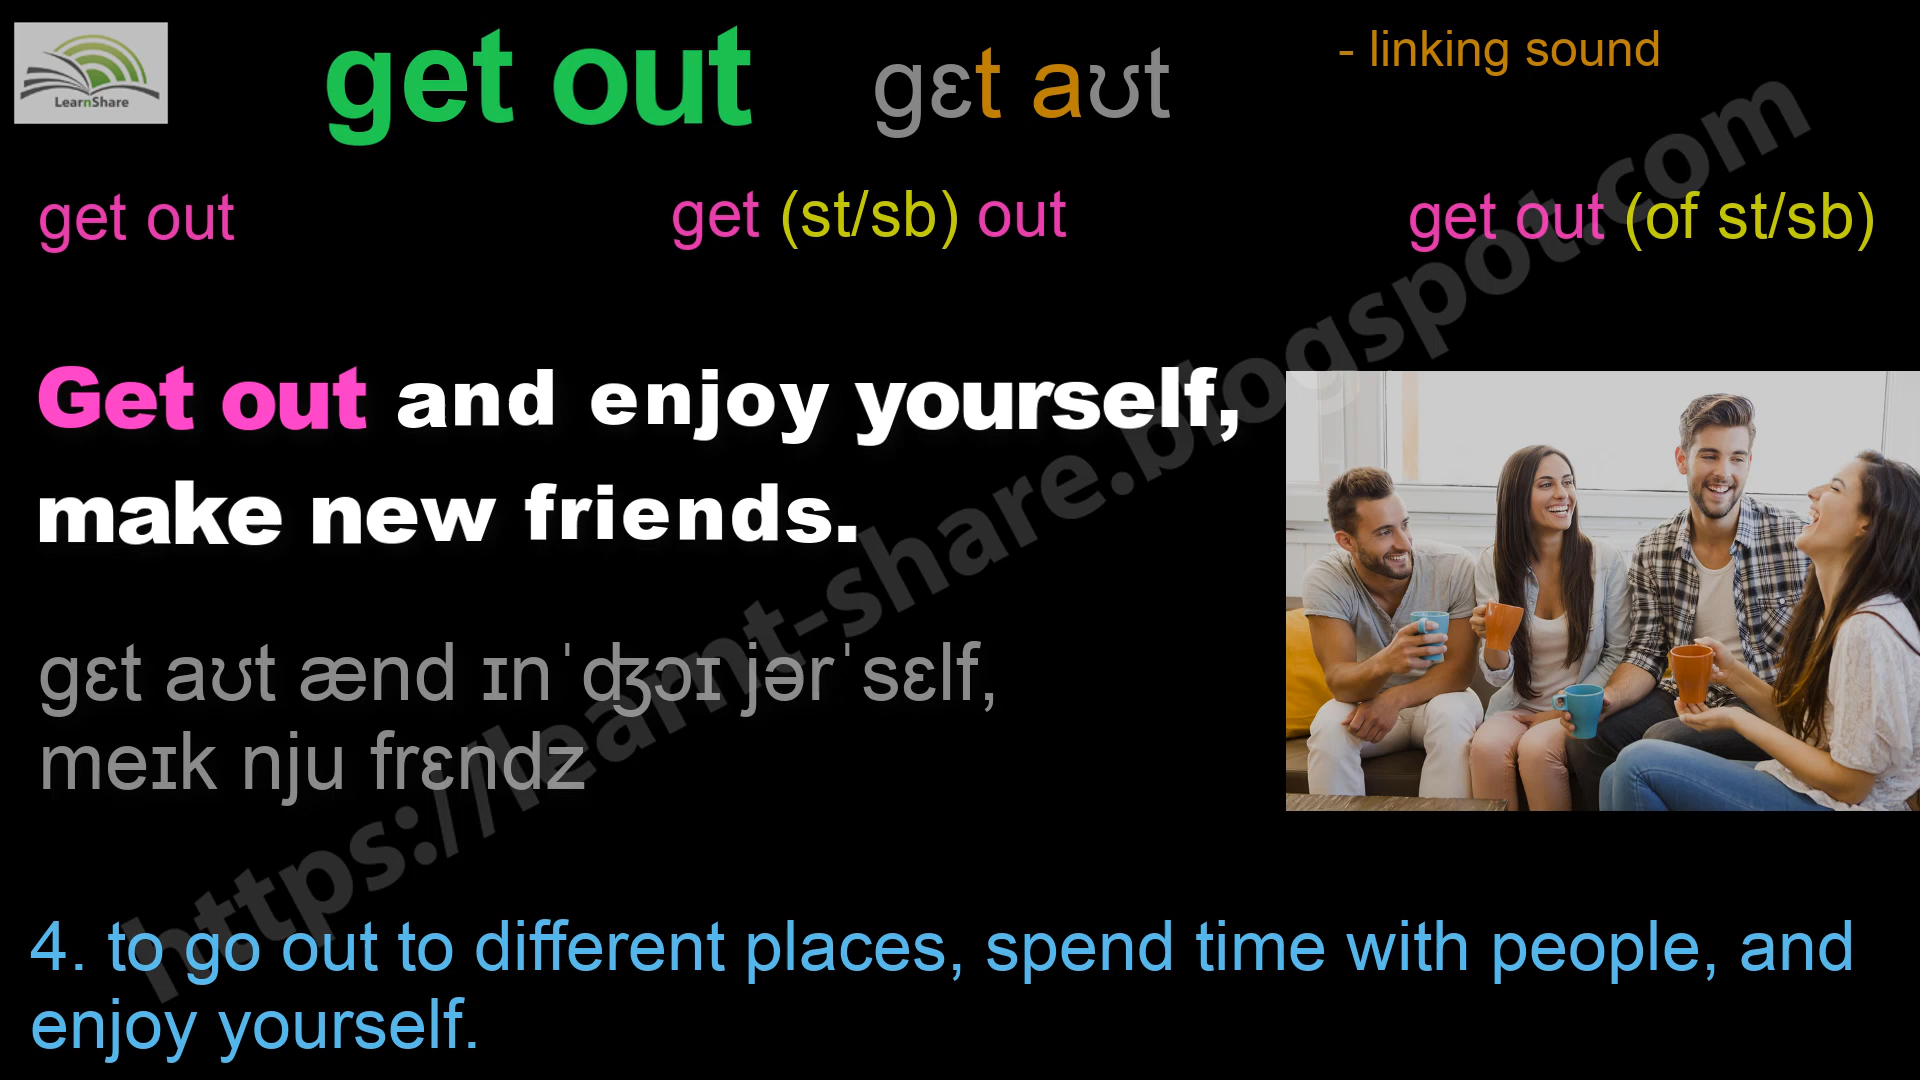 LearnShare
get out gɛt aʊt - linking sound
get out get (st/sb) out get out (of st/sb)
Get out and enjoy yourself,
make new friends.
gɛt aʊt ænd ɪnˈʤɔɪ jərˈsɛlf,
meɪk nju frɛndz
4. to go out to different places, spend time with people, and
enjoy yourself.
https://learnt-share.blogspot.com